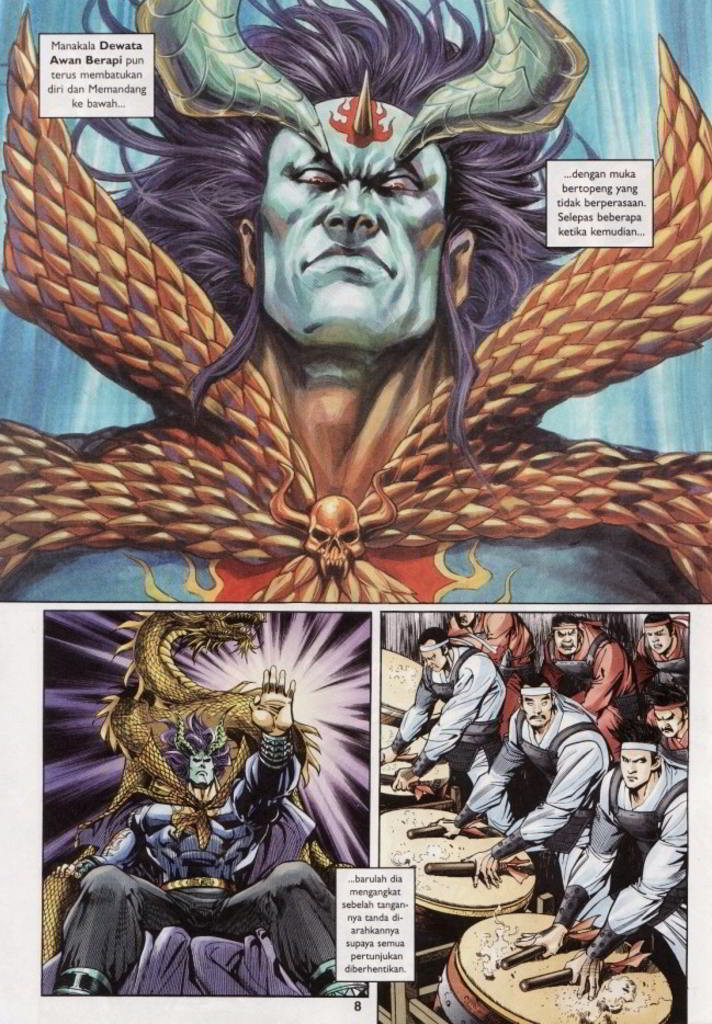 Manakala Dewata
Awan Berapi pun
terus membatukan
diri dan Memandang
ke bawah...
...dengan muka
bertopeng yang
tidak berperasaan.
Selepas beberapa
ketika kemudian...
...barulah dia
mengangkat
sebelah tangan-
nya tanda di-
arahkannya
supaya semua
pertunjukan
diberhentikan.
8